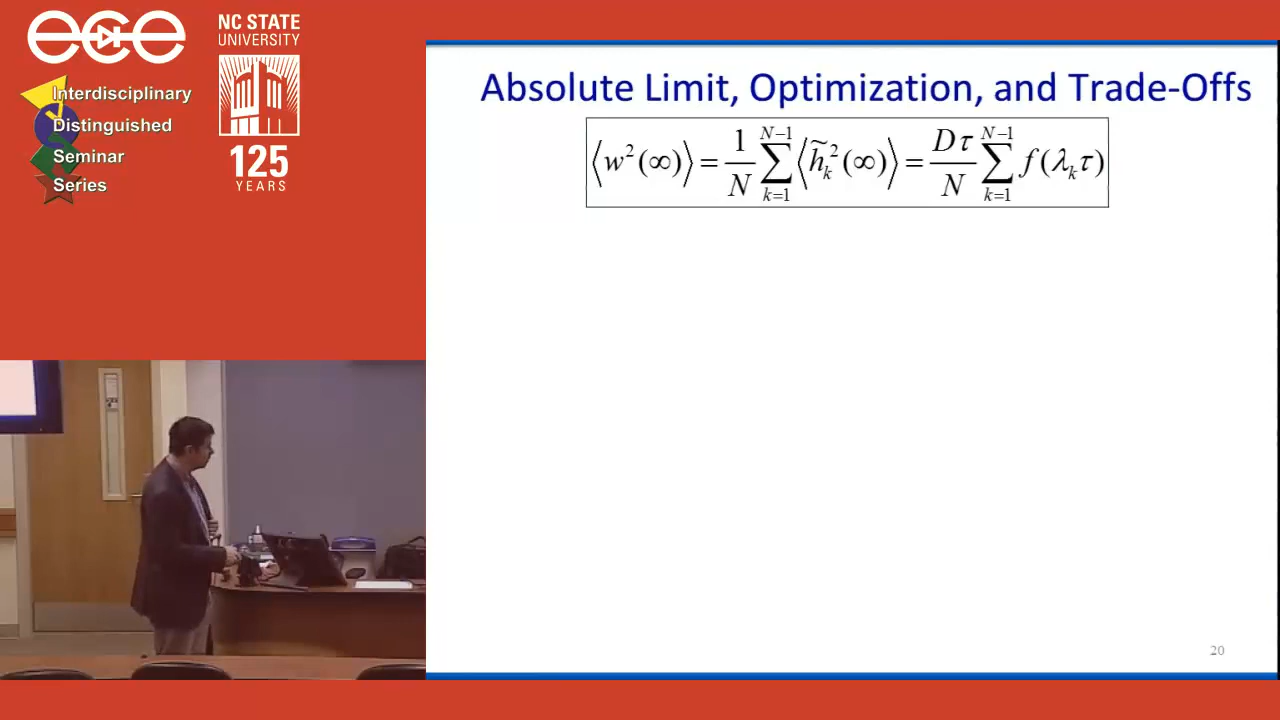 ece
NC STATE
UNIVERSITY
Interdisciplinary
Distinguished
Seminar
Series
125
YEARS
Absolute Limit, Optimization, and Trade-Offs
⟨w²(∞)⟩ = 1/N ∑_{k=1}^{N−1} ⟨h̃_k²(∞)⟩ = Dτ/N ∑_{k=1}^{N−1} f(λ_kτ)
20